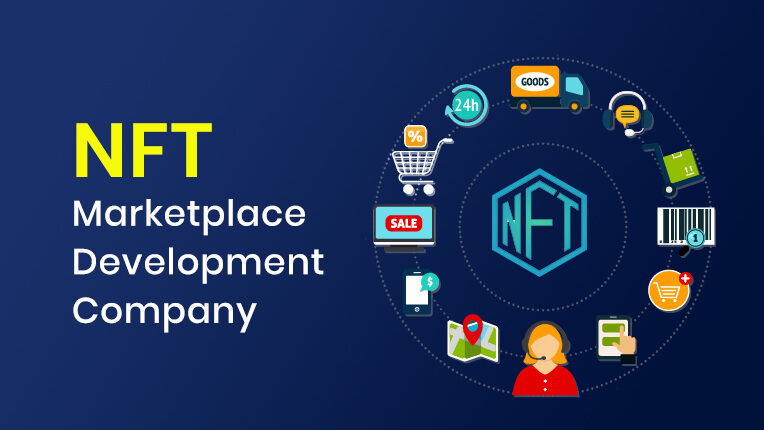 NFT
Marketplace
Development
Company
24h
GOODS
%
NFT
SALE
1
$